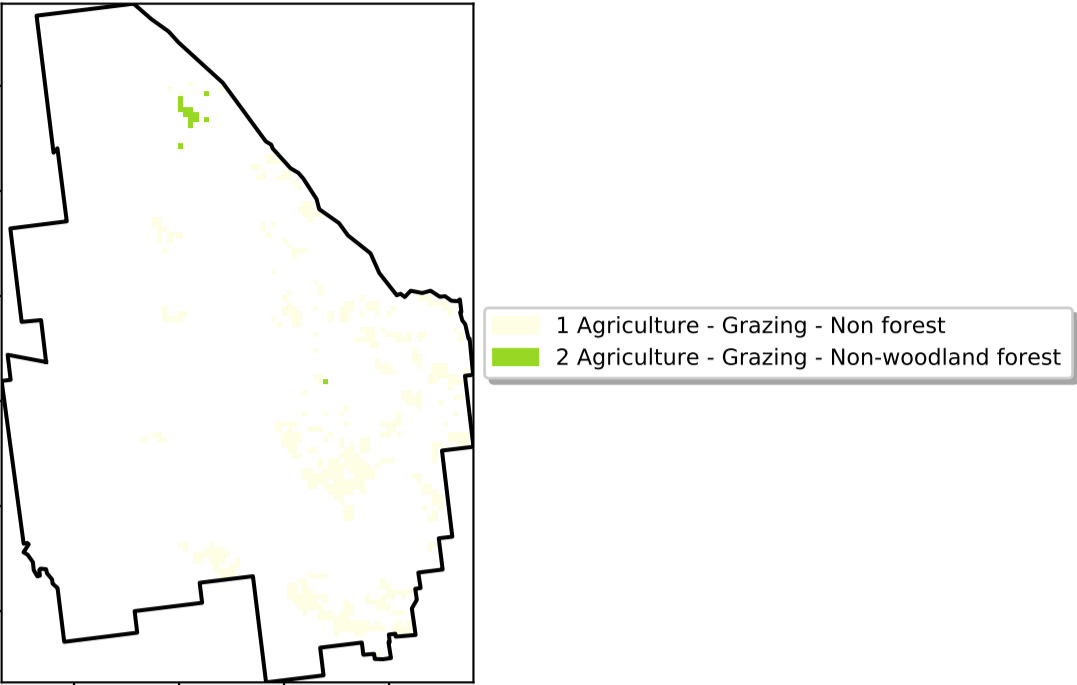 1 Agriculture - Grazing - Non forest
2 Agriculture - Grazing - Non-woodland forest